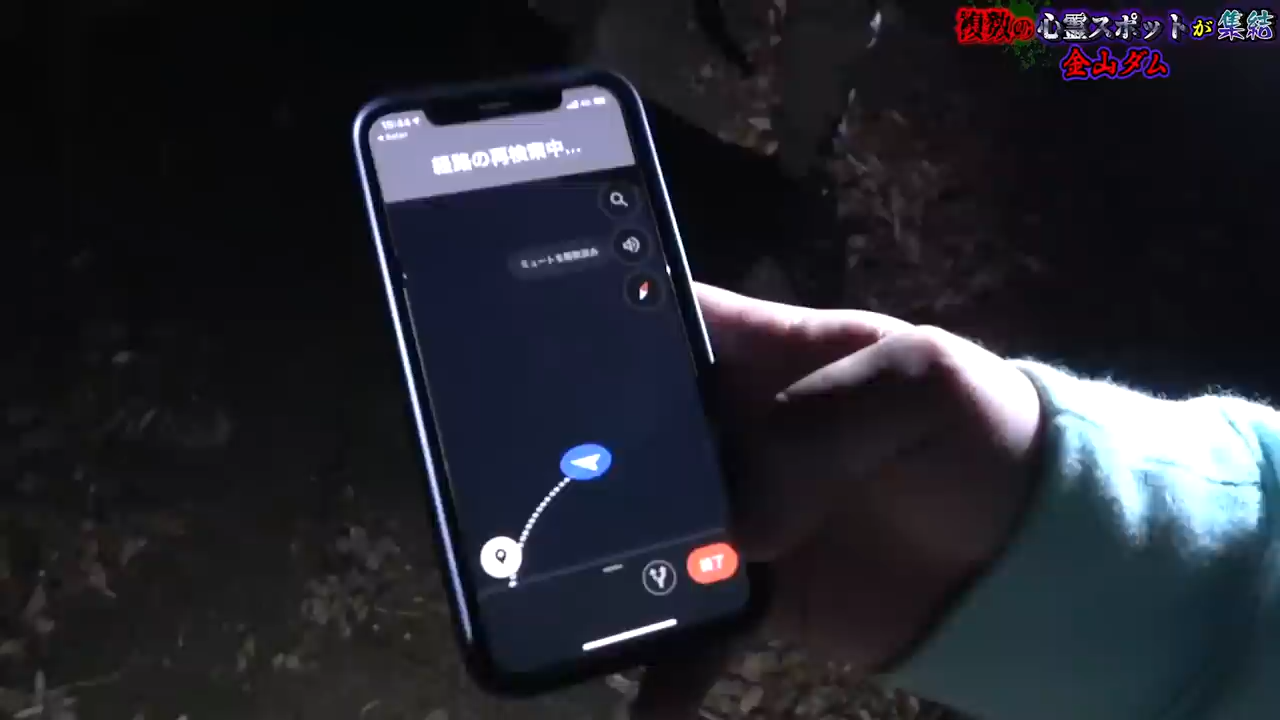 複数の心霊スポットが集結
金山ダム
経路の再検索中...
ミュートを解除済み
終了